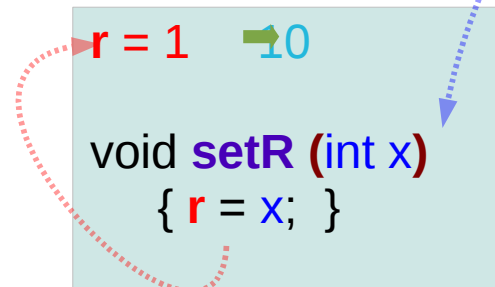 r = 1 10
void setR (int x)
{ r = x; }